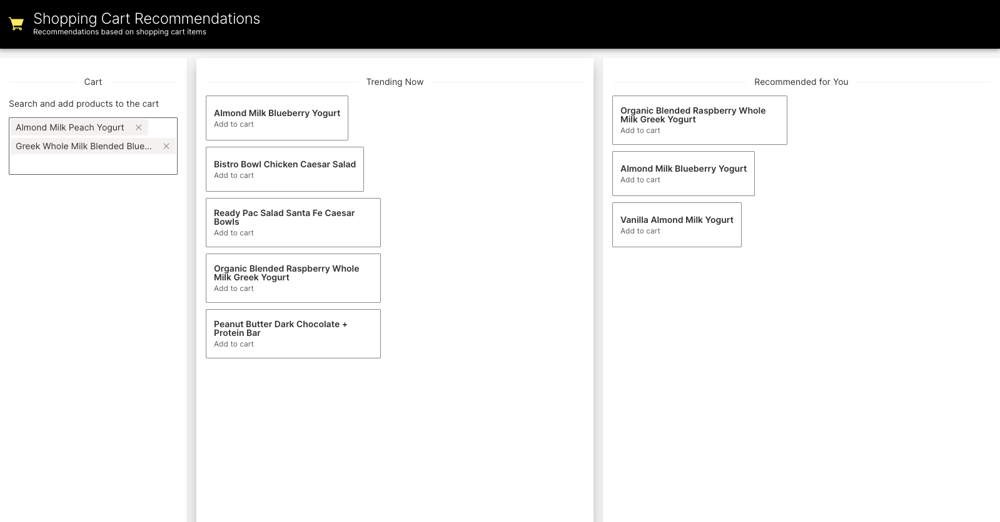 Shopping Cart Recommendations
Recommendations based on shopping cart items
Cart
Search and add products to the cart
Almond Milk Peach Yogurt
Greek Whole Milk Blended Blue...
Trending Now
Almond Milk Blueberry Yogurt
Add to cart
Bistro Bowl Chicken Caesar Salad
Add to cart
Ready Pac Salad Santa Fe Caesar
Bowls
Add to cart
Organic Blended Raspberry Whole
Milk Greek Yogurt
Add to cart
Peanut Butter Dark Chocolate +
Protein Bar
Add to cart
Recommended for You
Organic Blended Raspberry Whole
Milk Greek Yogurt
Add to cart
Almond Milk Blueberry Yogurt
Add to cart
Vanilla Almond Milk Yogurt
Add to cart